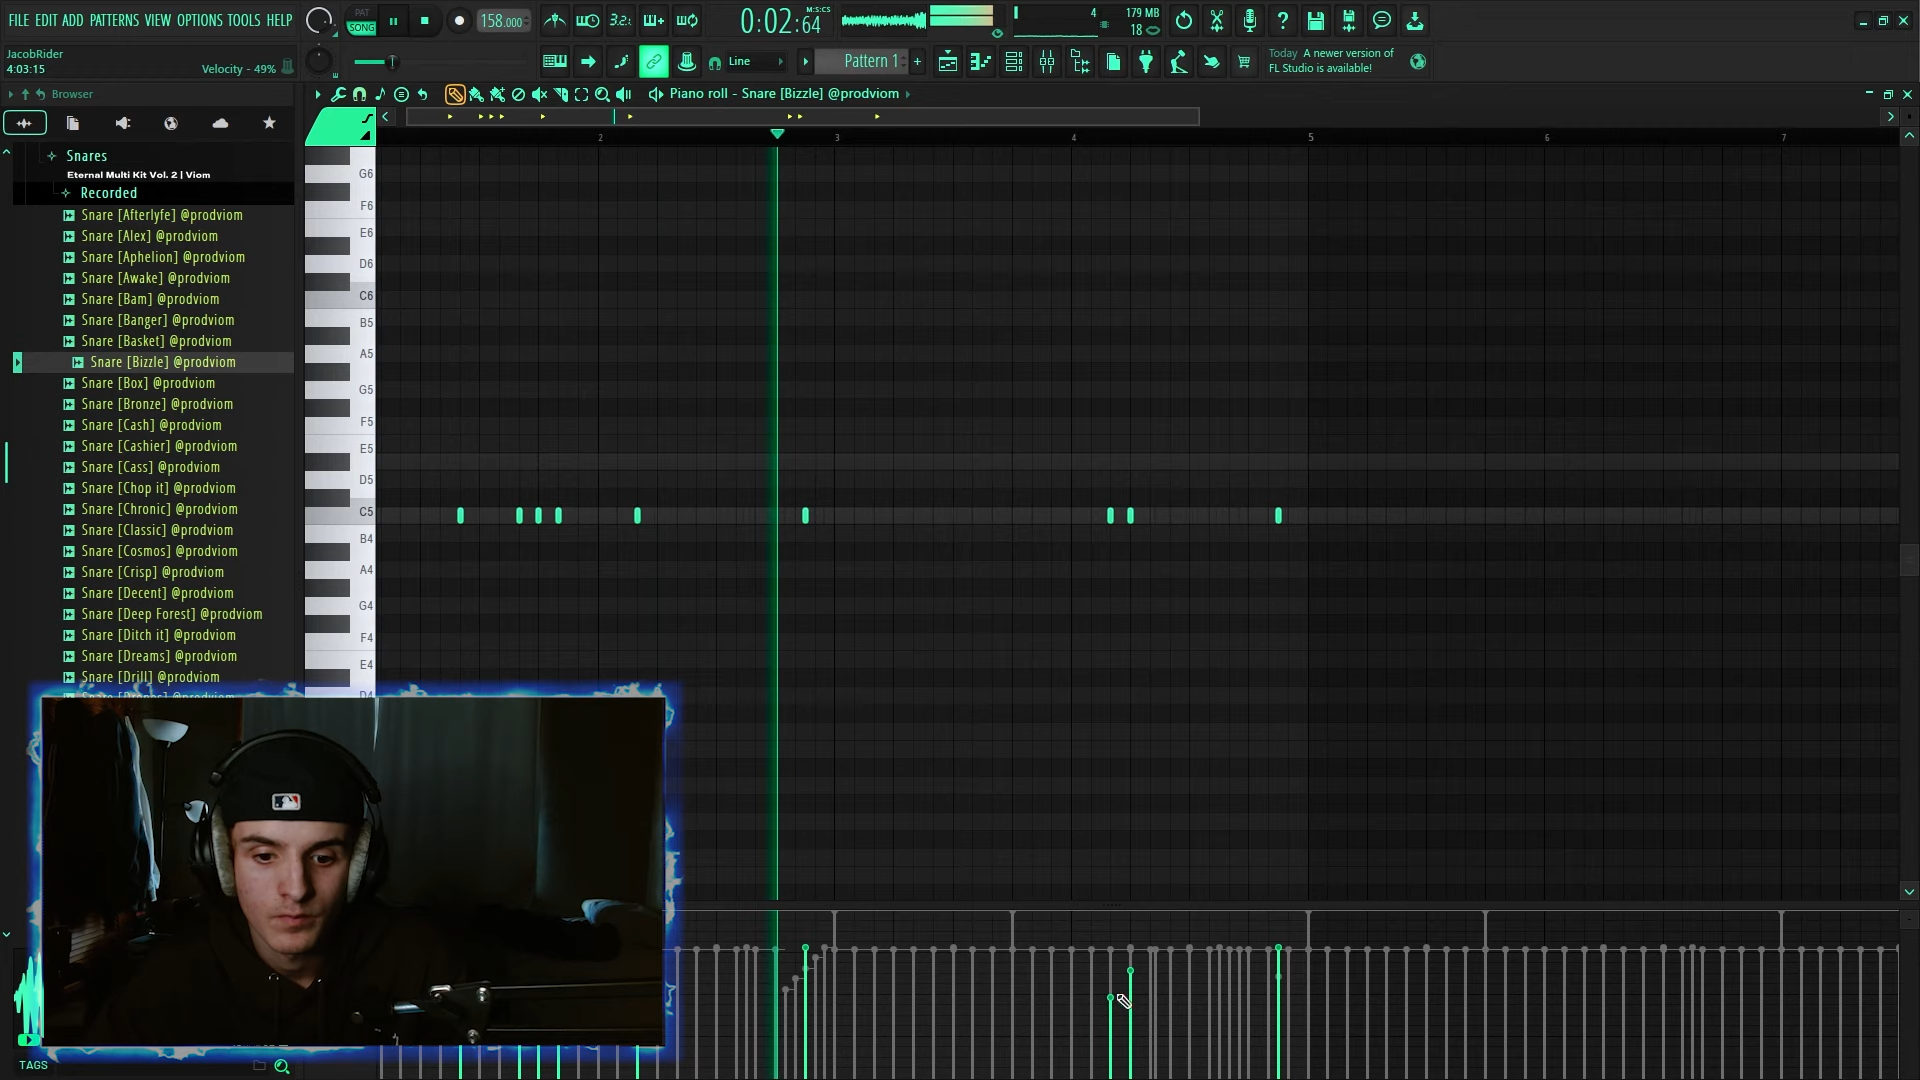 FILE EDIT ADD PATTERNS VIEW OPTIONS TOOLS HELP
PAT
SONG
158.000
3.2.
0:02:64
M:S:CS
4
179 MB
18
JacobRider
4:03:15
Velocity - 49%
Line
Pattern 1
Today A newer version of
FL Studio is available!
Browser
Piano roll - Snare [Bizzle] @prodviom
2 3 4 5 6 7
Snares
Eternal Multi Kit Vol. 2 | Viom
Recorded
Snare [Afterlyfe] @prodviom
Snare [Alex] @prodviom
Snare [Aphelion] @prodviom
Snare [Awake] @prodviom
Snare [Bam] @prodviom
Snare [Banger] @prodviom
Snare [Basket] @prodviom
Snare [Bizzle] @prodviom
Snare [Box] @prodviom
Snare [Bronze] @prodviom
Snare [Cash] @prodviom
Snare [Cashier] @prodviom
Snare [Cass] @prodviom
Snare [Chop it] @prodviom
Snare [Chronic] @prodviom
Snare [Classic] @prodviom
Snare [Cosmos] @prodviom
Snare [Crisp] @prodviom
Snare [Decent] @prodviom
Snare [Deep Forest] @prodviom
Snare [Ditch it] @prodviom
Snare [Dreams] @prodviom
Snare [Drill] @prodviom
G6
F6
E6
D6
C6
B5
A5
G5
F5
E5
D5
C5
B4
A4
G4
F4
E4
D4
TAGS